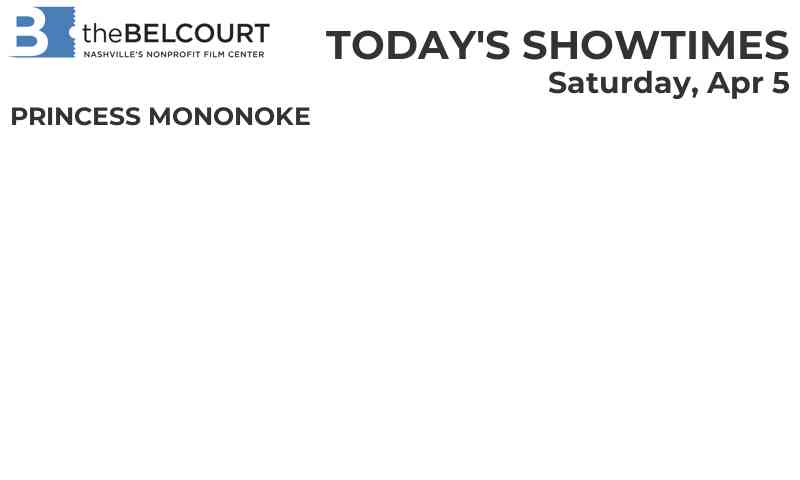 B theBELCOURT
NASHVILLE'S NONPROFIT FILM CENTER
TODAY'S SHOWTIMES
Saturday, Apr 5
PRINCESS MONONOKE